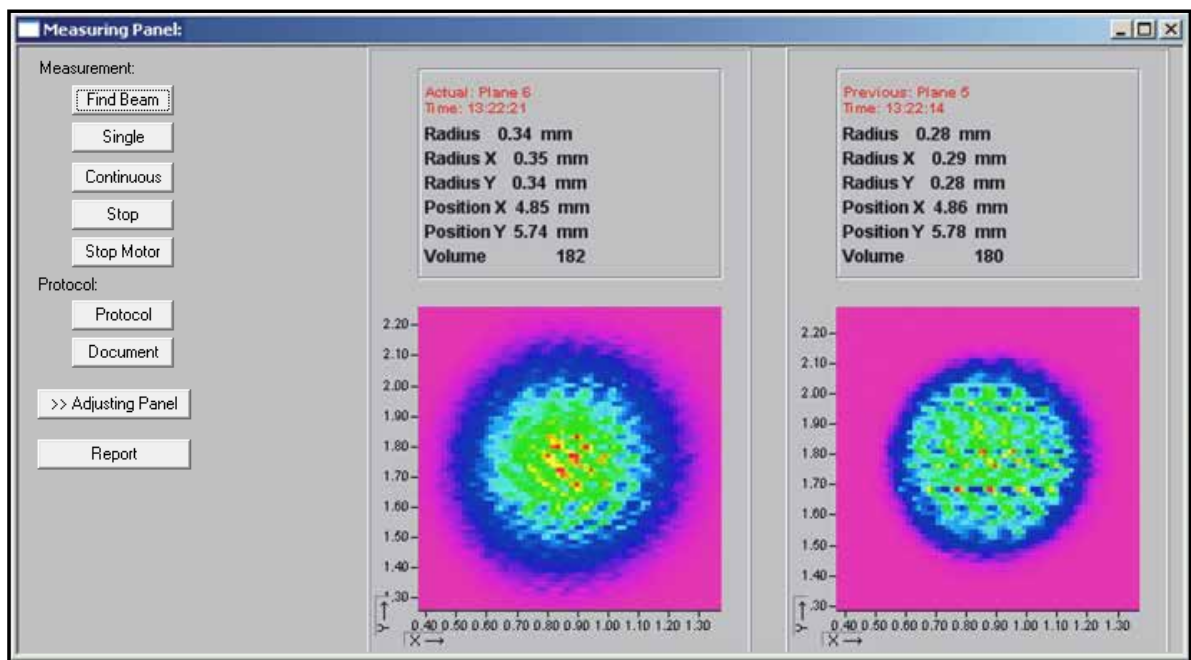 Measuring Panel:
Measurement:
Find Beam
Single
Continuous
Stop
Stop Motor
Protocol:
Protocol
Document
>> Adjusting Panel
Report
Actual: Plane 6
Time: 13:22:21
Radius 0.34 mm
Radius X 0.35 mm
Radius Y 0.34 mm
Position X 4.85 mm
Position Y 5.74 mm
Volume 182
2.20
2.10
2.00
1.90
1.80
1.70
1.60
1.50
1.40
.30
0.40 0.50 0.60 0.70 0.80 0.90 1.00 1.10 1.20 1.30
Y
X
Previous: Plane 5
Time: 13:22:14
Radius 0.28 mm
Radius X 0.29 mm
Radius Y 0.28 mm
Position X 4.86 mm
Position Y 5.78 mm
Volume 180
2.20
2.10
2.00
1.90
1.80
1.70
1.60
1.50
1.40
.30
0.40 0.50 0.60 0.70 0.80 0.90 1.00 1.10 1.20 1.30
Y
X